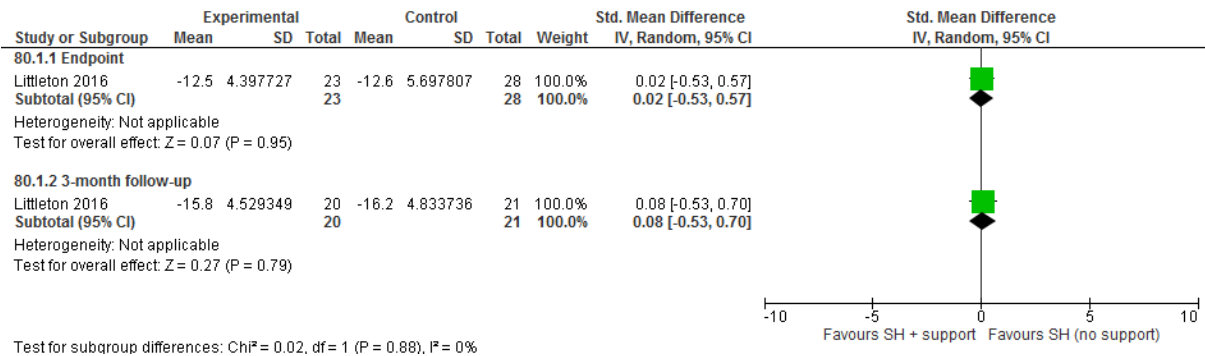 Experimental Control Std. Mean Difference Std. Mean Difference
Study or Subgroup Mean SD Total Mean SD Total Weight IV, Random, 95% CI IV, Random, 95% CI
80.1.1 Endpoint
Littleton 2016 -12.5 4.397727 23 -12.6 5.697807 28 100.0% 0.02 [-0.53, 0.57]
Subtotal (95% CI) 23 28 100.0% 0.02 [-0.53, 0.57]
Heterogeneity: Not applicable
Test for overall effect: Z = 0.07 (P = 0.95)
80.1.2 3-month follow-up
Littleton 2016 -15.8 4.529349 20 -16.2 4.833736 21 100.0% 0.08 [-0.53, 0.70]
Subtotal (95% CI) 20 21 100.0% 0.08 [-0.53, 0.70]
Heterogeneity: Not applicable
Test for overall effect: Z = 0.27 (P = 0.79)
-10 -5 0 5 10
Favours SH + support Favours SH (no support)
Test for subgroup differences: Chi² = 0.02, df = 1 (P = 0.88), I² = 0%